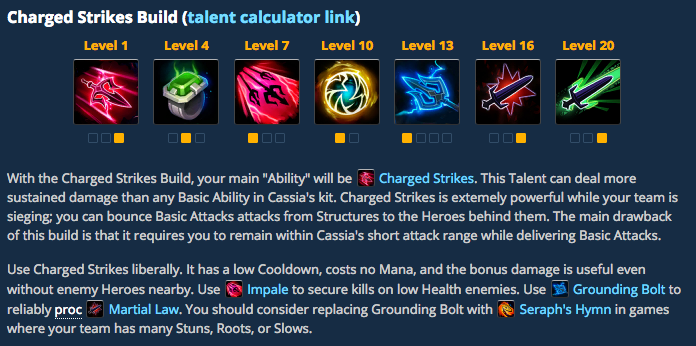 Charged Strikes Build (talent calculator link)
Level 1 Level 4 Level 7 Level 10 Level 13 Level 16 Level 20
With the Charged Strikes Build, your main "Ability" will be Charged Strikes. This Talent can deal more
sustained damage than any Basic Ability in Cassia's kit. Charged Strikes is extemely powerful while your team is
sieging; you can bounce Basic Attacks attacks from Structures to the Heroes behind them. The main drawback
of this build is that it requires you to remain within Cassia's short attack range while delivering Basic Attacks.
Use Charged Strikes liberally. It has a low Cooldown, costs no Mana, and the bonus damage is useful even
without enemy Heroes nearby. Use Impale to secure kills on low Health enemies. Use Grounding Bolt to
reliably proc Martial Law. You should consider replacing Grounding Bolt with Seraph's Hymn in games
where your team has many Stuns, Roots, or Slows.